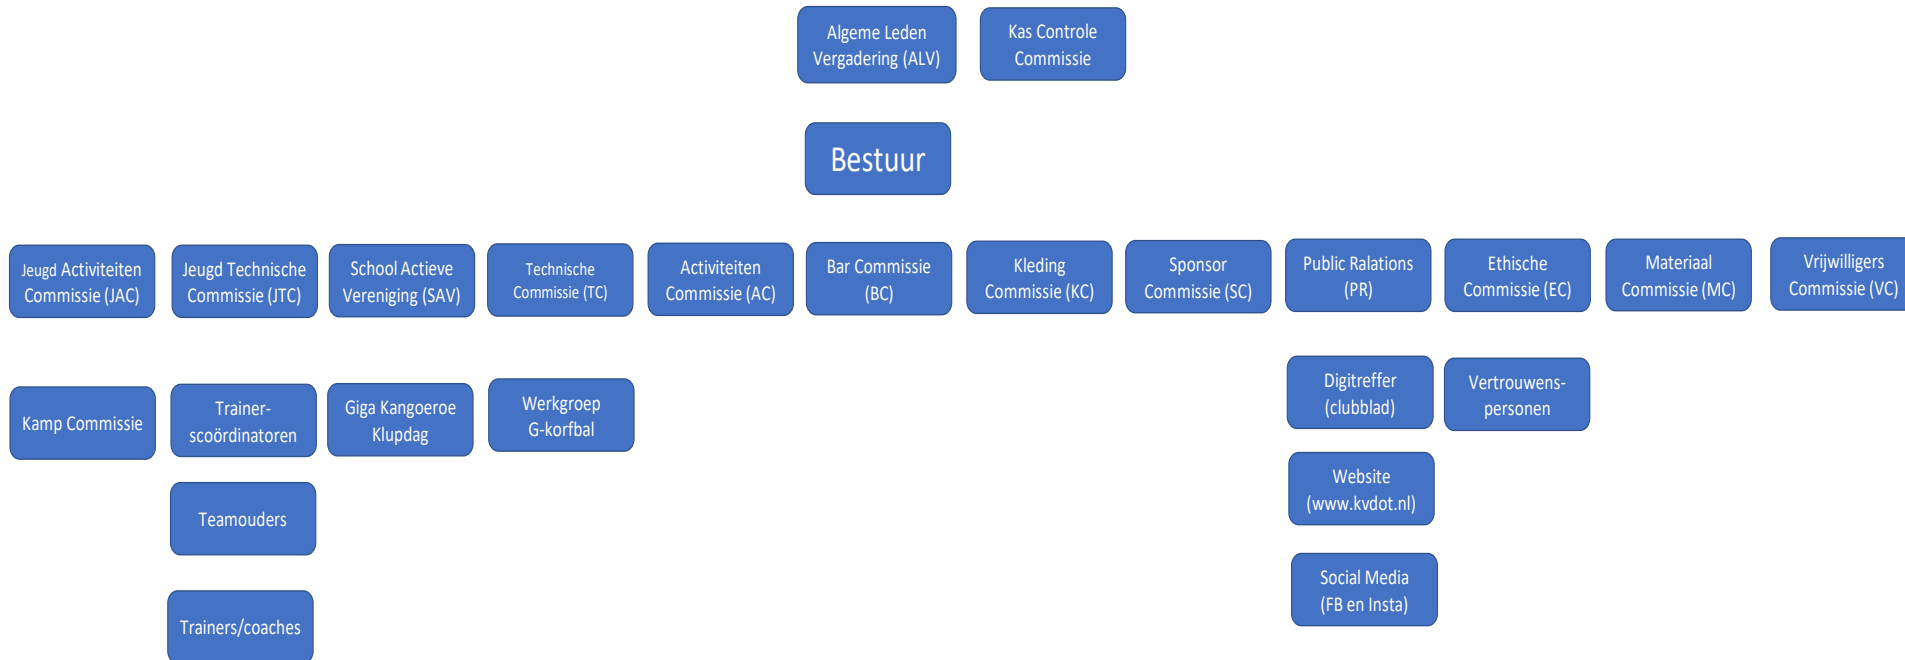 Algeme Leden
Vergadering (ALV)
Kas Controle
Commissie
Bestuur
Jeugd Activiteiten
Commissie (JAC)
Jeugd Technische
Commissie (JTC)
School Actieve
Vereniging (SAV)
Technische
Commissie (TC)
Activiteiten
Commissie (AC)
Bar Commissie
(BC)
Kleding
Commissie (KC)
Sponsor
Commissie (SC)
Public Ralations
(PR)
Ethische
Commissie (EC)
Materiaal
Commissie (MC)
Vrijwilligers
Commissie (VC)
Kamp Commissie
Trainer-
scoördinatoren
Giga Kangoeroe
Klupdag
Werkgroep
G-korfbal
Digitreffer
(clubblad)
Vertrouwens-
personen
Teamouders
Website
(www.kvdot.nl)
Trainers/coaches
Social Media
(FB en Insta)